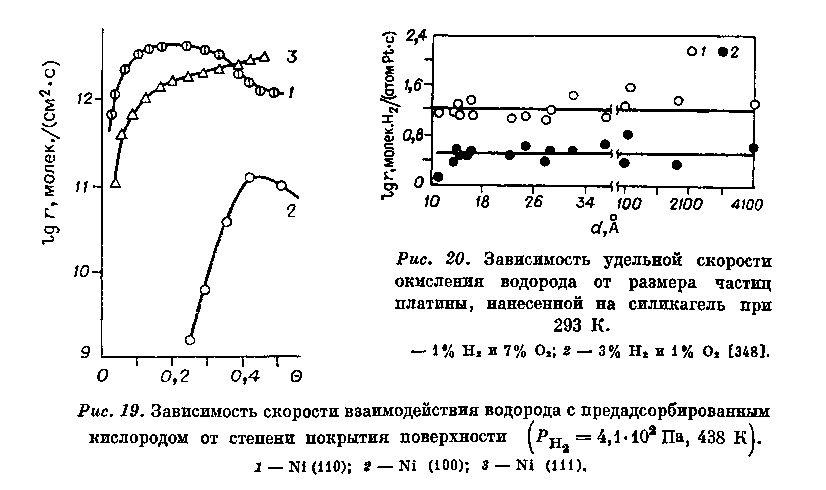 lg r, молек./(см²·с)
12
11
10
9
0
0,2
0,4
θ
3
1
2
lg r, молек.H₂/(атом Pt·с)
2,4
1,6
0,8
0
○ 1 ● 2
10 18 26 34 100 2100 4100
d, Å
Рис. 20. Зависимость удельной скорости
окисления водорода от размера частиц
платины, нанесенной на силикагель при
293 К.
— 1% H₂ и 7% O₂; 2 — 3% H₂ и 1% O₂ [348].
Рис. 19. Зависимость скорости взаимодействия водорода с предадсорбированным
кислородом от степени покрытия поверхности (P_H₂ = 4,1·10² Па, 438 К).
1 — Ni (110); 2 — Ni (100); 3 — Ni (111).